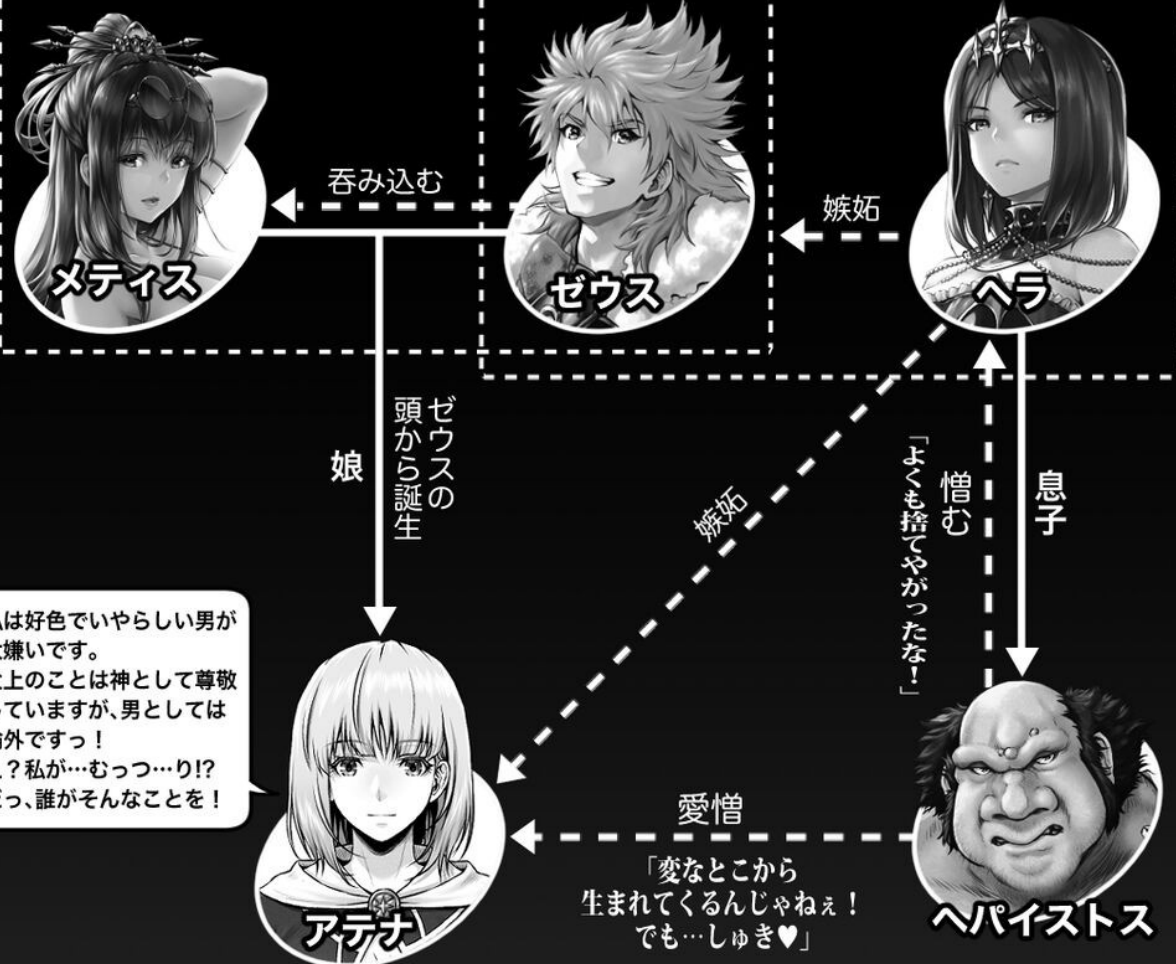 呑み込む
嫉妬
メティス
ゼウス
ヘラ
ゼウスの
頭から誕生
娘
嫉妬
「よくも捨てやがったな！」
憎む
息子
は好色でいやらしい男が
嫌いです。
上のことは神として尊敬
ていますが、男としては
外ですっ！
？私が…むっつ…り!?
っ、誰がそんなことを！
愛憎
「変なとこから
生まれてくるんじゃねぇ！
でも…しゅき♥」
アテナ
ヘパイストス